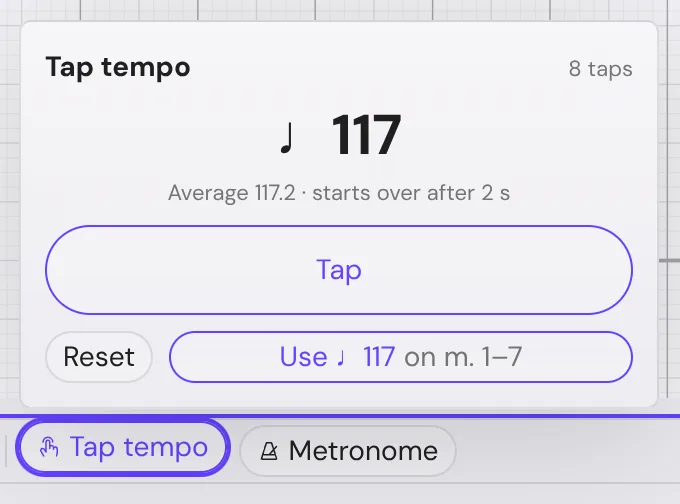 Tap tempo 8 taps
♩ 117
Average 117.2 · starts over after 2 s
Tap
Reset Use ♩ 117 on m. 1–7
Tap tempo Metronome